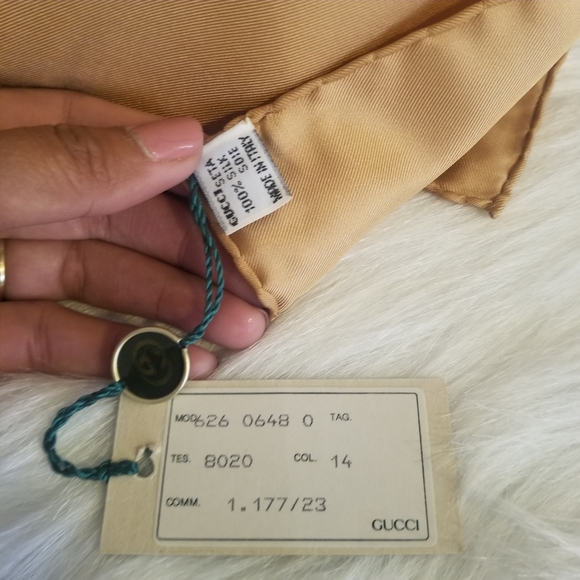 GUCCI SETA
100% SILK
SOIE
MADE IN ITALY
MOD. 626 0648 0 TAG.
TES. 8020 COL. 14
COMM. 1.177/23
GUCCI